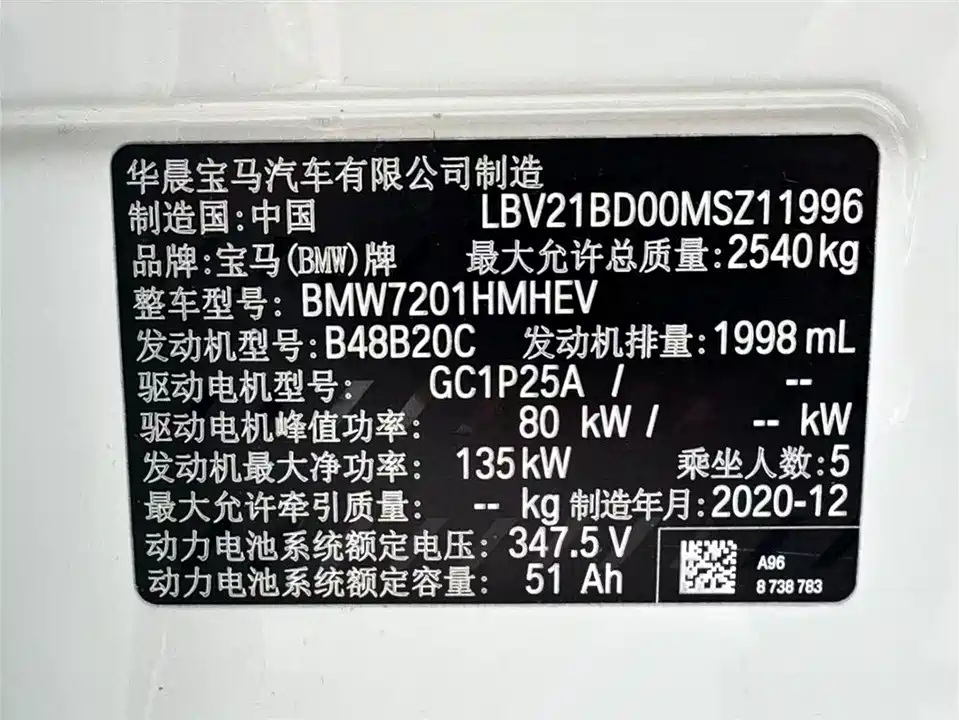 华晨宝马汽车有限公司制造
制造国:中国 LBV21BD00MSZ11996
品牌:宝马(BMW)牌 最大允许总质量:2540kg
整车型号: BMW7201HMHEV
发动机型号:B48B20C 发动机排量:1998 mL
驱动电机型号: GC1P25A / --
驱动电机峰值功率: 80 kW / -- kW
发动机最大净功率: 135kW 乘坐人数:5
最大允许牵引质量: -- kg 制造年月:2020-12
动力电池系统额定电压: 347.5 V
动力电池系统额定容量: 51 Ah
A96
8 738 783